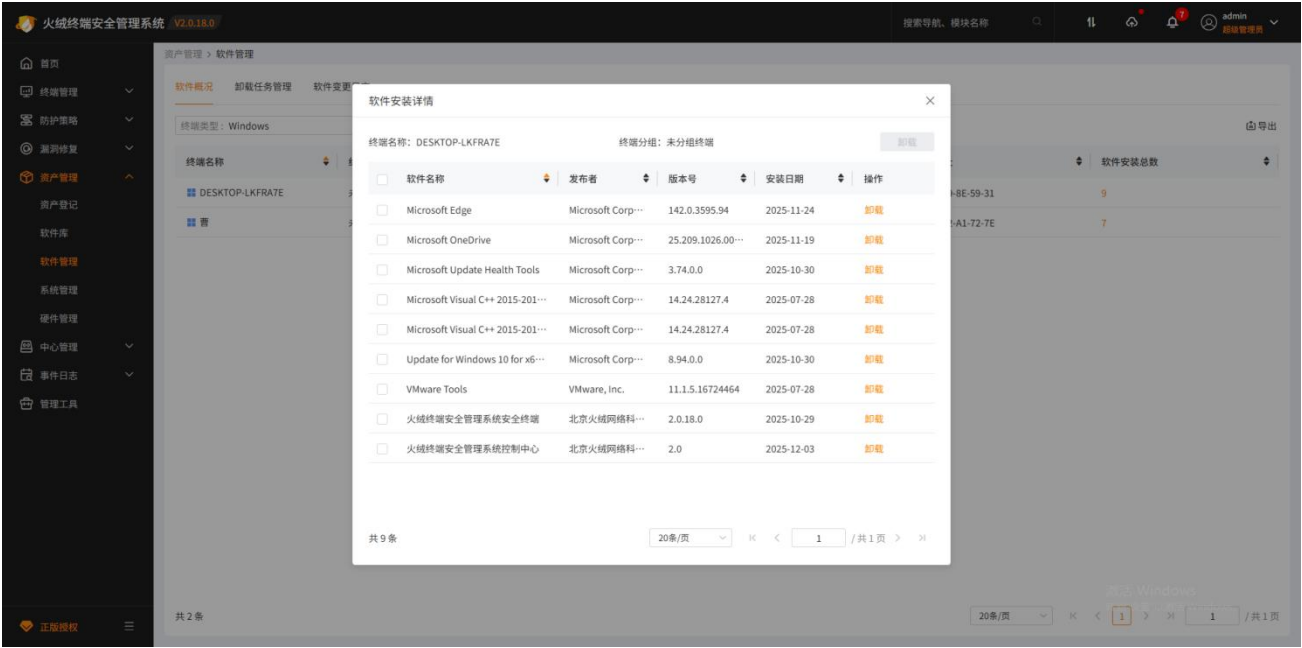 火绒终端安全管理系统 V2.0.18.0
搜索导航、模块名称
7
admin
超级管理员
首页
终端管理
防护策略
漏洞修复
资产管理
资产登记
软件库
软件管理
系统管理
硬件管理
中心管理
事件日志
管理工具
正版授权
资产管理 > 软件管理
软件概况 卸载任务管理 软件变更
终端类型: Windows
导出
终端名称 软件安装总数
DESKTOP-LKFRA7E -8E-59-31 9
曹 -A1-72-7E 7
软件安装详情
终端名称: DESKTOP-LKFRA7E 终端分组: 未分组终端 卸载
软件名称 发布者 版本号 安装日期 操作
Microsoft Edge Microsoft Corp··· 142.0.3595.94 2025-11-24 卸载
Microsoft OneDrive Microsoft Corp··· 25.209.1026.00··· 2025-11-19 卸载
Microsoft Update Health Tools Microsoft Corp··· 3.74.0.0 2025-10-30 卸载
Microsoft Visual C++ 2015-201··· Microsoft Corp··· 14.24.28127.4 2025-07-28 卸载
Microsoft Visual C++ 2015-201··· Microsoft Corp··· 14.24.28127.4 2025-07-28 卸载
Update for Windows 10 for x6··· Microsoft Corp··· 8.94.0.0 2025-10-30 卸载
VMware Tools VMware, Inc. 11.1.5.16724464 2025-07-28 卸载
火绒终端安全管理系统安全终端 北京火绒网络科··· 2.0.18.0 2025-10-29 卸载
火绒终端安全管理系统控制中心 北京火绒网络科··· 2.0 2025-12-03 卸载
共 9 条 20条/页 1 / 共 1 页
激活 Windows
共 2 条 20条/页 1 1 / 共 1 页